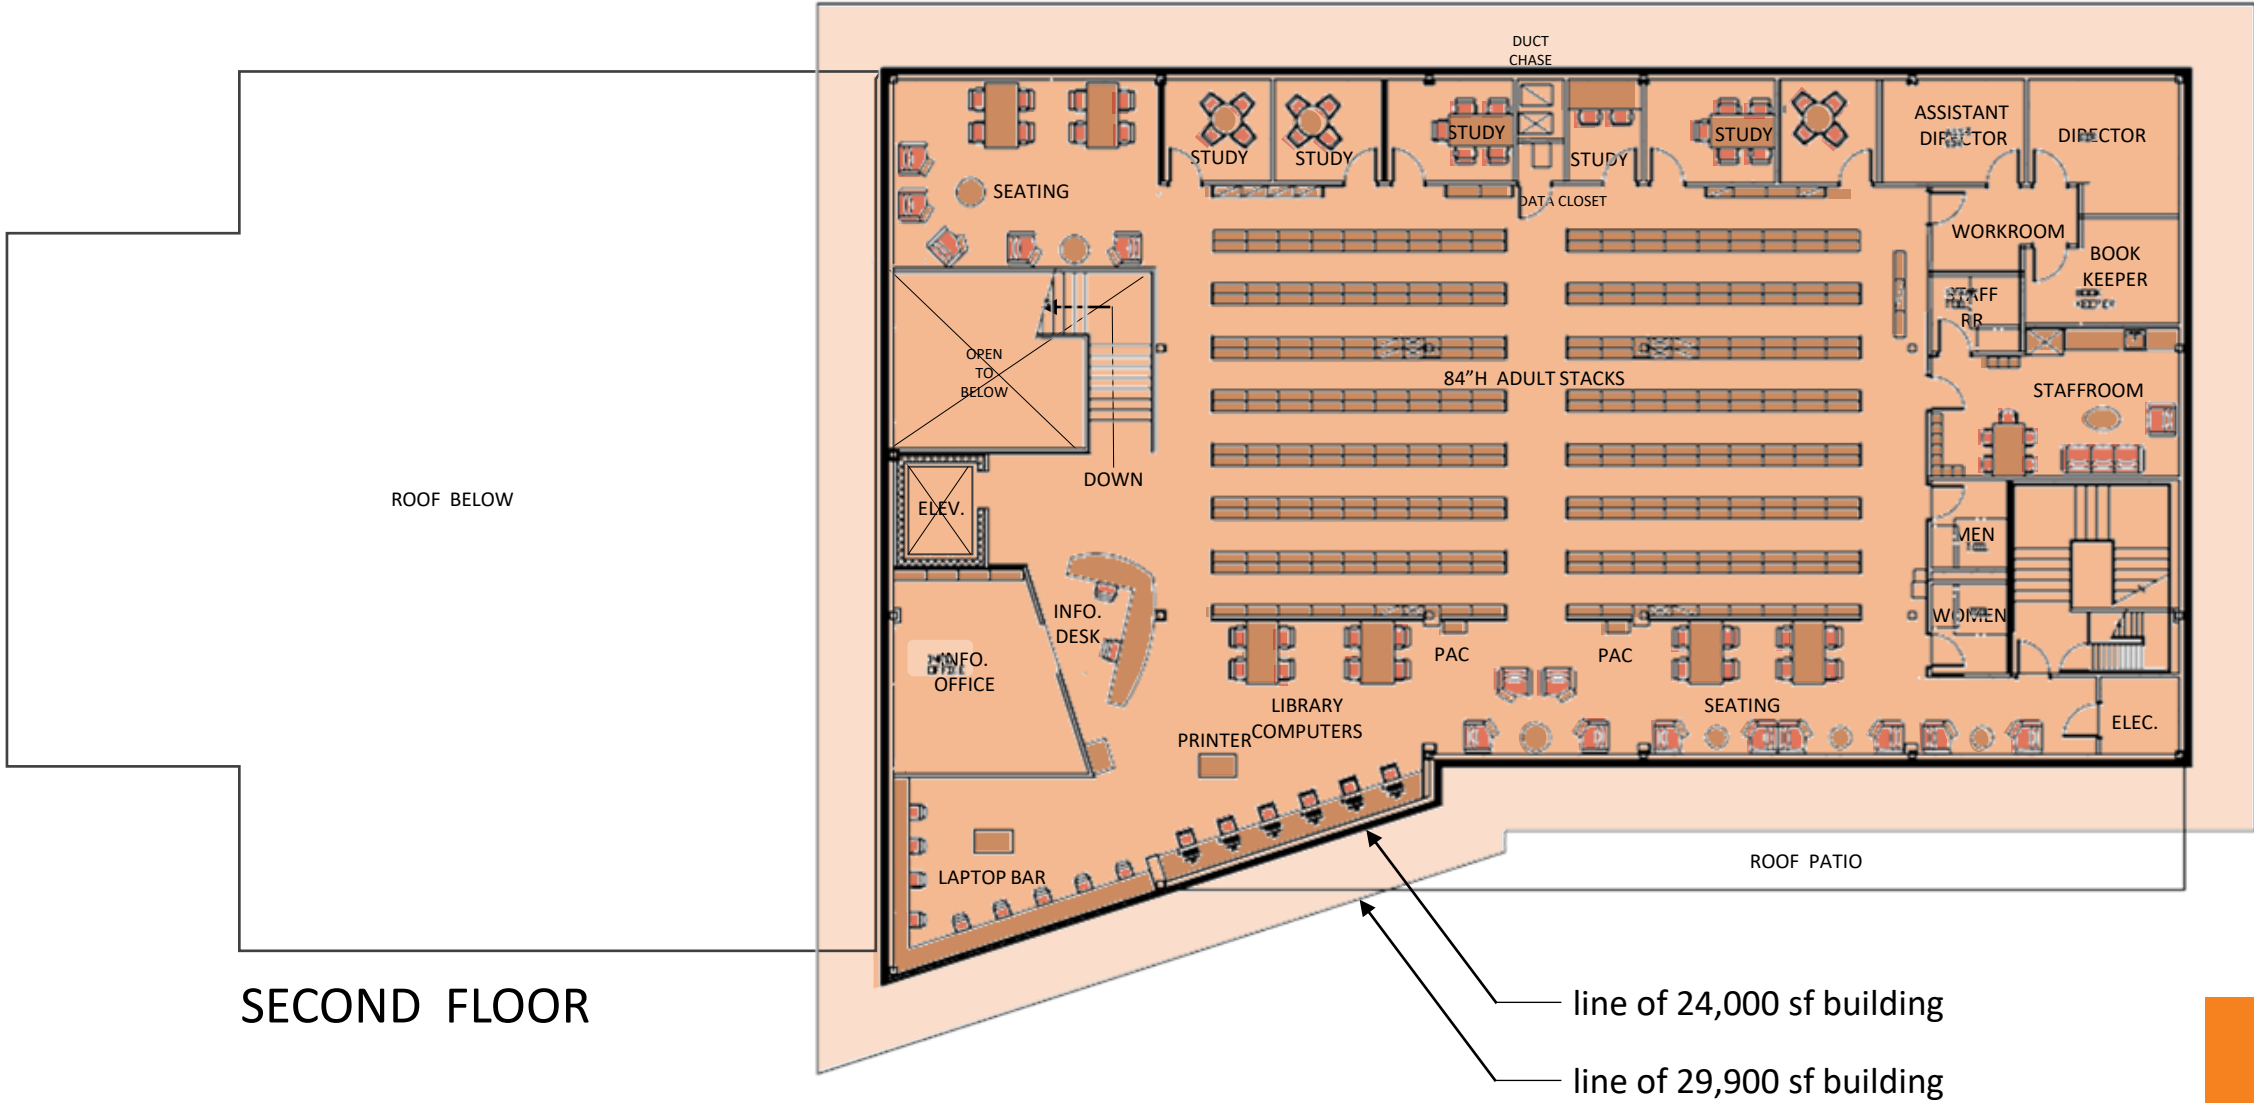 DUCT
CHASE
ASSISTANT
DIRECTOR
DIRECTOR
STUDY
STUDY
STUDY
STUDY
STUDY
SEATING
DATA CLOSET
WORKROOM
BOOK
KEEPER
STAFF
RR
OPEN
TO
BELOW
84”H ADULT STACKS
STAFFROOM
DOWN
ROOF BELOW
ELEV.
MEN
INFO.
DESK
WOMEN
PAC
PAC
INFO.
OFFICE
LIBRARY
COMPUTERS
SEATING
ELEC.
PRINTER
ROOF PATIO
LAPTOP BAR
SECOND FLOOR
line of 24,000 sf building
line of 29,900 sf building